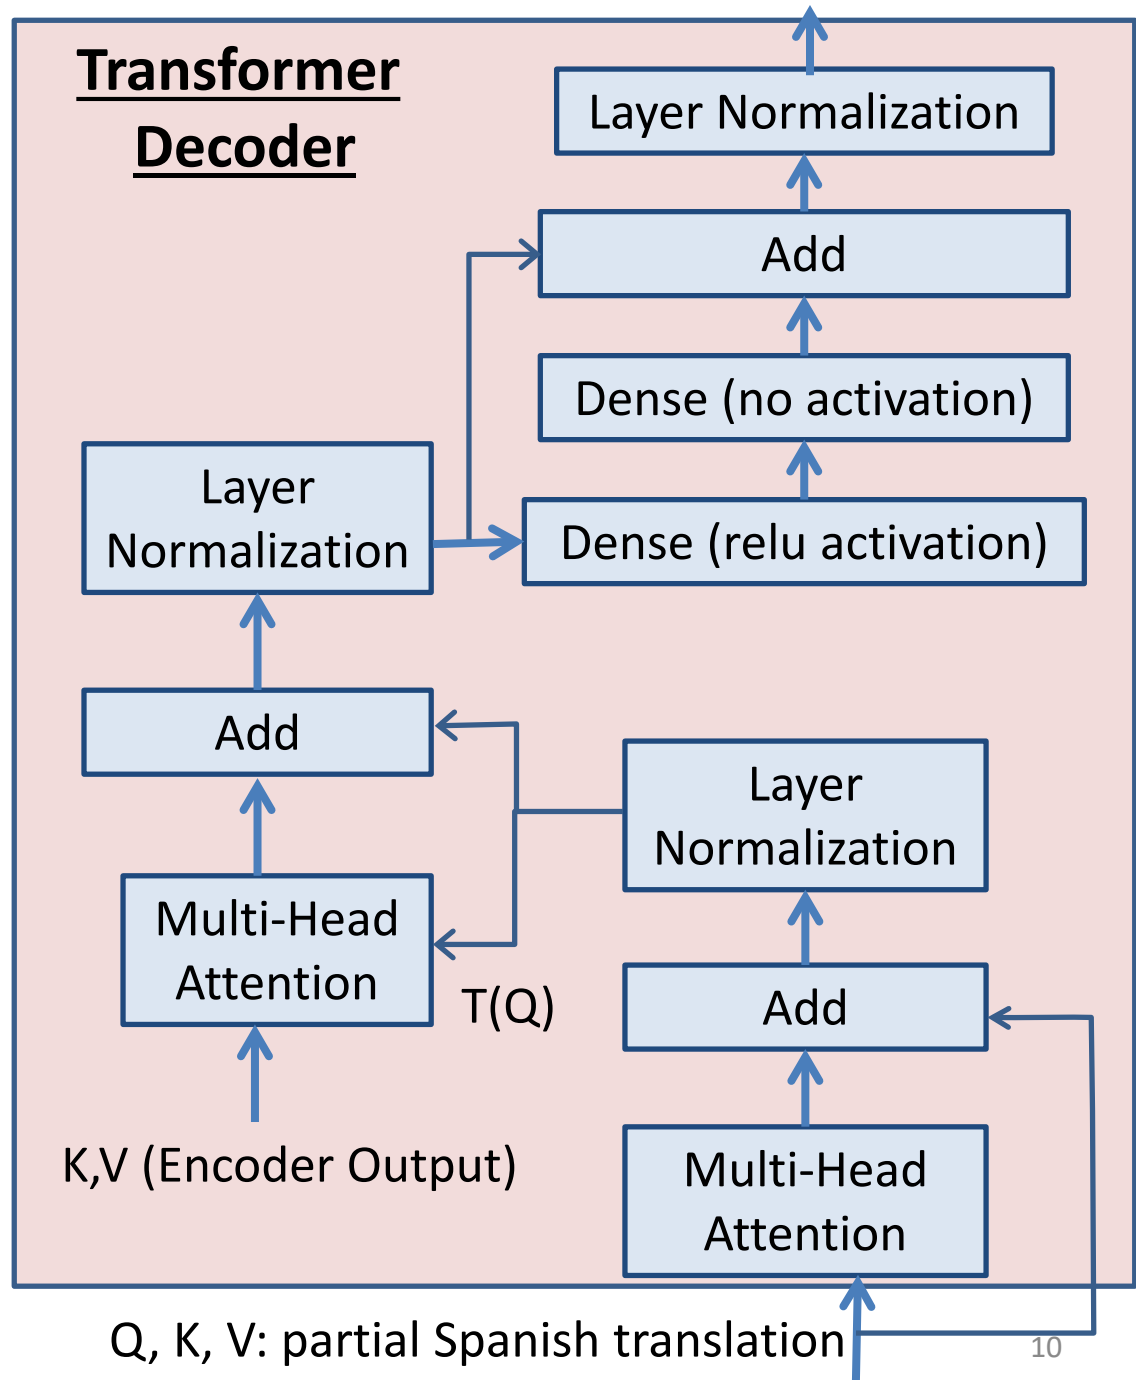 Transformer
Decoder
Layer Normalization
Add
Dense (no activation)
Dense (relu activation)
Layer
Normalization
Add
Multi-Head
Attention
T(Q)
K,V (Encoder Output)
Layer
Normalization
Add
Multi-Head
Attention
Q, K, V: partial Spanish translation
10